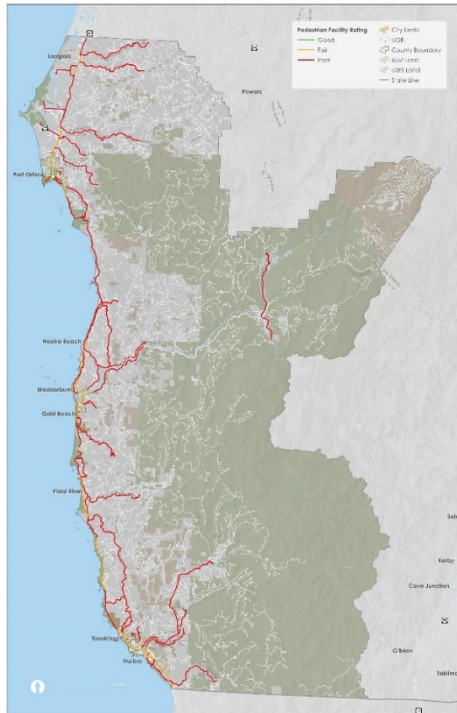 Pedestrian Facility Rating
Good
Fair
Poor
City Limits
UGB
County Boundary
BLM Land
USFS Land
State Line
Langlois
Powers
Port Orford
Nesika Beach
Wedderburn
Gold Beach
Pistol River
Brookings
Harbor
Kerby
Cave Junction
O'Brien
Takilma